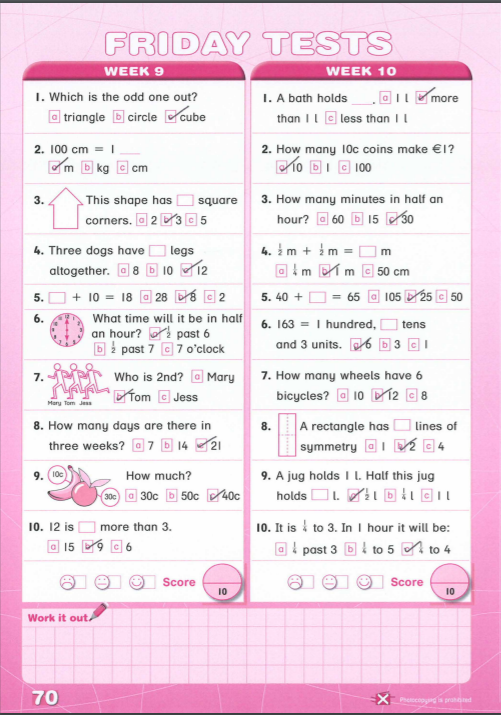 FRIDAY TESTS
WEEK 9
1. Which is the odd one out?
a triangle b circle c cube
2. 100 cm = 1 ___
a m b kg c cm
3. This shape has □ square
corners. a 2 b 3 c 5
4. Three dogs have □ legs
altogether. a 8 b 10 c 12
5. □ + 10 = 18 a 28 b 8 c 2
6. What time will it be in half
an hour? a ½ past 6
b ½ past 7 c 7 o'clock
7. Who is 2nd? a Mary
b Tom c Jess
Mary Tom Jess
8. How many days are there in
three weeks? a 7 b 14 c 21
9. 10c How much?
30c a 30c b 50c c 40c
10. 12 is □ more than 3.
a 15 b 9 c 6
Score
10
WEEK 10
1. A bath holds ___. a 1 l b more
than 1 l c less than 1 l
2. How many 10c coins make €1?
a 10 b 1 c 100
3. How many minutes in half an
hour? a 60 b 15 c 30
4. ½ m + ½ m = □ m
a ¼ m b 1 m c 50 cm
5. 40 + □ = 65 a 105 b 25 c 50
6. 163 = 1 hundred, □ tens
and 3 units. a 6 b 3 c 1
7. How many wheels have 6
bicycles? a 10 b 12 c 8
8. A rectangle has □ lines of
symmetry a 1 b 2 c 4
9. A jug holds 1 l. Half this jug
holds □ l. a ½ l b ¼ l c 1 l
10. It is ¼ to 3. In 1 hour it will be:
a ¼ past 3 b ¼ to 5 c ¼ to 4
Score
10
Work it out
70
Photocopying is prohibited